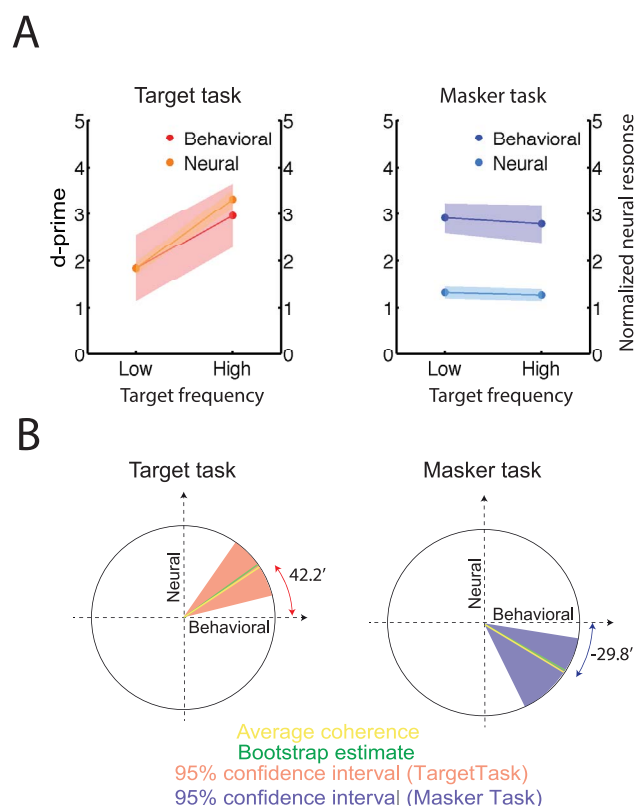 A
Target task
Masker task
5
4
3
2
1
0
5
4
3
2
1
0
5
4
3
2
1
0
5
4
3
2
1
0
Behavioral
Neural
Behavioral
Neural
d-prime
Normalized neural response
Low High
Low High
Target frequency
Target frequency
B
Target task
Masker task
Neural
Behavioral
42.2'
Neural
Behavioral
-29.8'
Average coherence
Bootstrap estimate
95% confidence interval (TargetTask)
95% confidence interval (Masker Task)